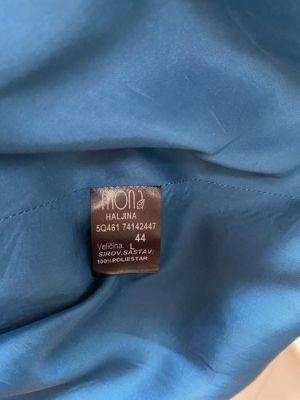 mona
HALJINA
5Q461 74142447
44
Veličina: L
SIROV.SASTAV:
100%POLIESTAR